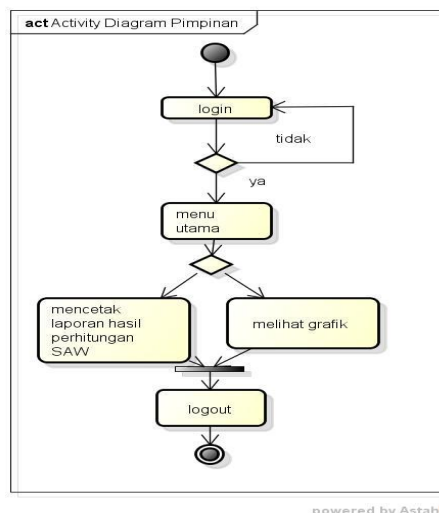 act Activity Diagram Pimpinan
login
tidak
ya
menu
utama
mencetak
laporan hasil
perhitungan
SAW
melihat grafik
logout
powered by Astah